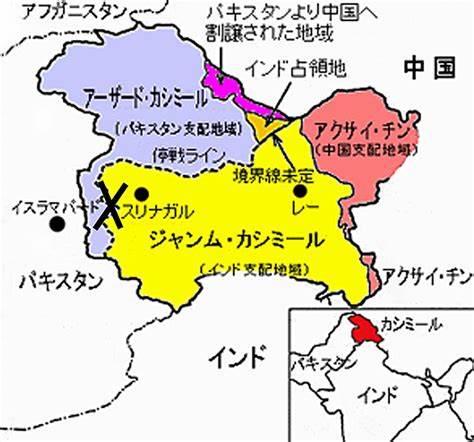 アフガニスタン
パキスタンより中国へ
割譲された地域
インド占領地
中国
アーザード・カシミール
(パキスタン支配地域)
アクサイ・チン
(中国支配地域)
停戦ライン
境界線未定
イスラマバード
X
スリナガル
レー
ジャンム・カシミール
(インド支配地域)
パキスタン
アクサイ・チン
インド
カシミール
パキスタン
インド